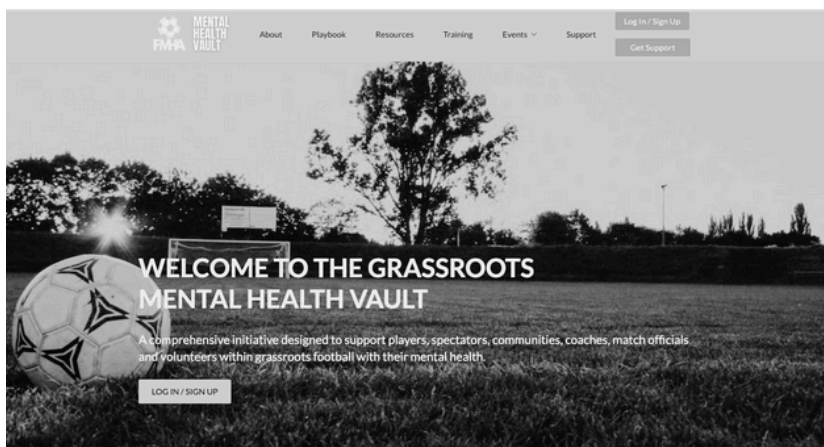 FMHA
MENTAL
HEALTH
VAULT
About
Playbook
Resources
Training
Events
Support
Log In / Sign Up
Get Support
WELCOME TO THE GRASSROOTS
MENTAL HEALTH VAULT
A comprehensive initiative designed to support players, spectators, communities, coaches, match officials
and volunteers within grassroots football with their mental health.
LOG IN / SIGN UP